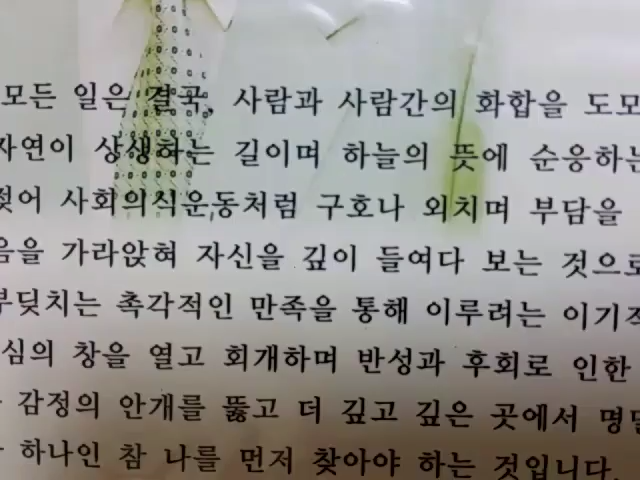 모든 일은 결국, 사람과 사람간의 화합을 도모
자연이 상생하는 길이며 하늘의 뜻에 순응하는
젖어 사회의식운동처럼 구호나 외치며 부담을
음을 가라앉혀 자신을 깊이 들여다 보는 것으로
부딪치는 촉각적인 만족을 통해 이루려는 이기적
심의 창을 열고 회개하며 반성과 후회로 인한
감정의 안개를 뚫고 더 깊고 깊은 곳에서 명
하나인 참 나를 먼저 찾아야 하는 것입니다.